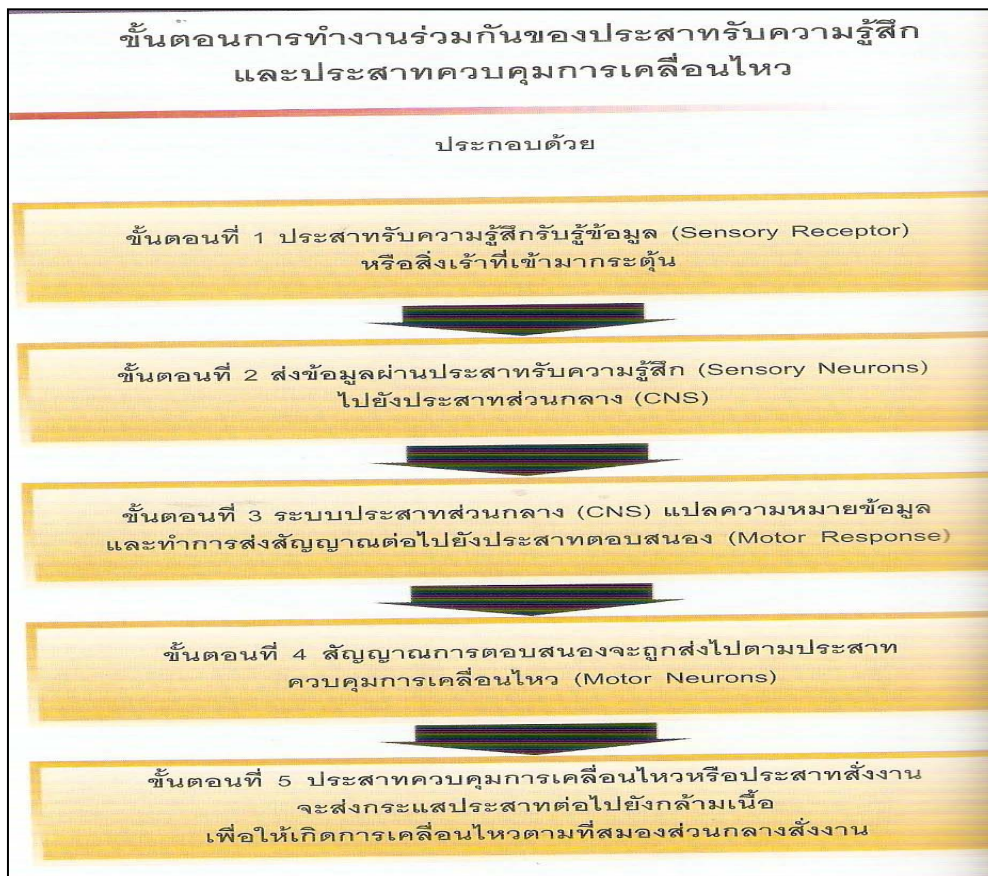 ขั้นตอนการทำงานร่วมกันของประสาทรับความรู้สึก
และประสาทควบคุมการเคลื่อนไหว
ประกอบด้วย
ขั้นตอนที่ 1 ประสาทรับความรู้สึกรับรู้ข้อมูล (Sensory Receptor)
หรือสิ่งเร้าที่เข้ามากระตุ้น
ขั้นตอนที่ 2 ส่งข้อมูลผ่านประสาทรับความรู้สึก (Sensory Neurons)
ไปยังประสาทส่วนกลาง (CNS)
ขั้นตอนที่ 3 ระบบประสาทส่วนกลาง (CNS) แปลความหมายข้อมูล
และทำการส่งสัญญาณต่อไปยังประสาทตอบสนอง (Motor Response)
ขั้นตอนที่ 4 สัญญาณการตอบสนองจะถูกส่งไปตามประสาท
ควบคุมการเคลื่อนไหว (Motor Neurons)
ขั้นตอนที่ 5 ประสาทควบคุมการเคลื่อนไหวหรือประสาทสั่งงาน
จะส่งกระแสประสาทต่อไปยังกล้ามเนื้อ
เพื่อให้เกิดการเคลื่อนไหวตามที่สมองส่วนกลางสั่งงาน